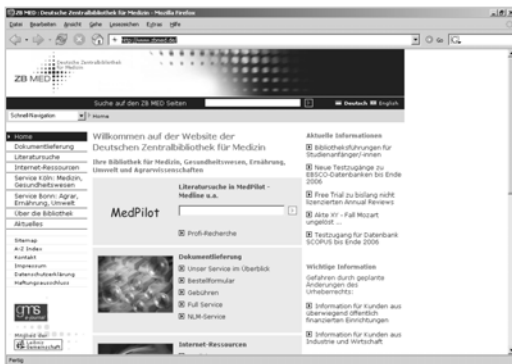 ZB MED : Deutsche Zentralbibliothek für Medizin - Mozilla Firefox
Datei Bearbeiten Ansicht Gehe Lesezeichen Extras Hilfe
http://www.zbmed.de/
Go
Deutsche Zentralbibliothek
für Medizin
ZB MED
Suche auf den ZB MED Seiten
Deutsch English
Schnell Navigation
Home
Home
Dokumentlieferung
Literatursuche
Internet-Ressourcen
Service Köln: Medizin,
Gesundheitswesen
Service Bonn: Agrar,
Ernährung, Umwelt
Über die Bibliothek
Aktuelles
Sitemap
A-Z Index
Kontakt
Impressum
Datenschutzerklärung
Haftungsausschluss
gms
Mitglied der
Leibniz
Gemeinschaft
Willkommen auf der Website der
Deutschen Zentralbibliothek für Medizin
Ihre Bibliothek für Medizin, Gesundheitswesen, Ernährung,
Umwelt und Agrarwissenschaften
MedPilot
Literatursuche in MedPilot -
Medline u.a.
Profi-Recherche
Dokumentlieferung
Unser Service im Überblick
Bestellformular
Gebühren
Full Service
NLM-Service
Internet-Ressourcen
Aktuelle Informationen
Bibliotheksführungen für
Studienanfänger/-innen
Neue Testzugänge zu
EBSCO-Datenbanken bis Ende
2006
Free Trial zu bislang nicht
lizenzierten Annual Reviews
Akte XY - Fall Mozart
ungelöst ...
Testzugang für Datenbank
SCOPUS bis Ende 2006
Wichtige Information
Gefahren durch geplante
Änderungen des
Urheberrechts:
Information für Kunden aus
überwiegend öffentlich
finanzierten Einrichtungen
Information für Kunden aus
Industrie und Wirtschaft
Fertig